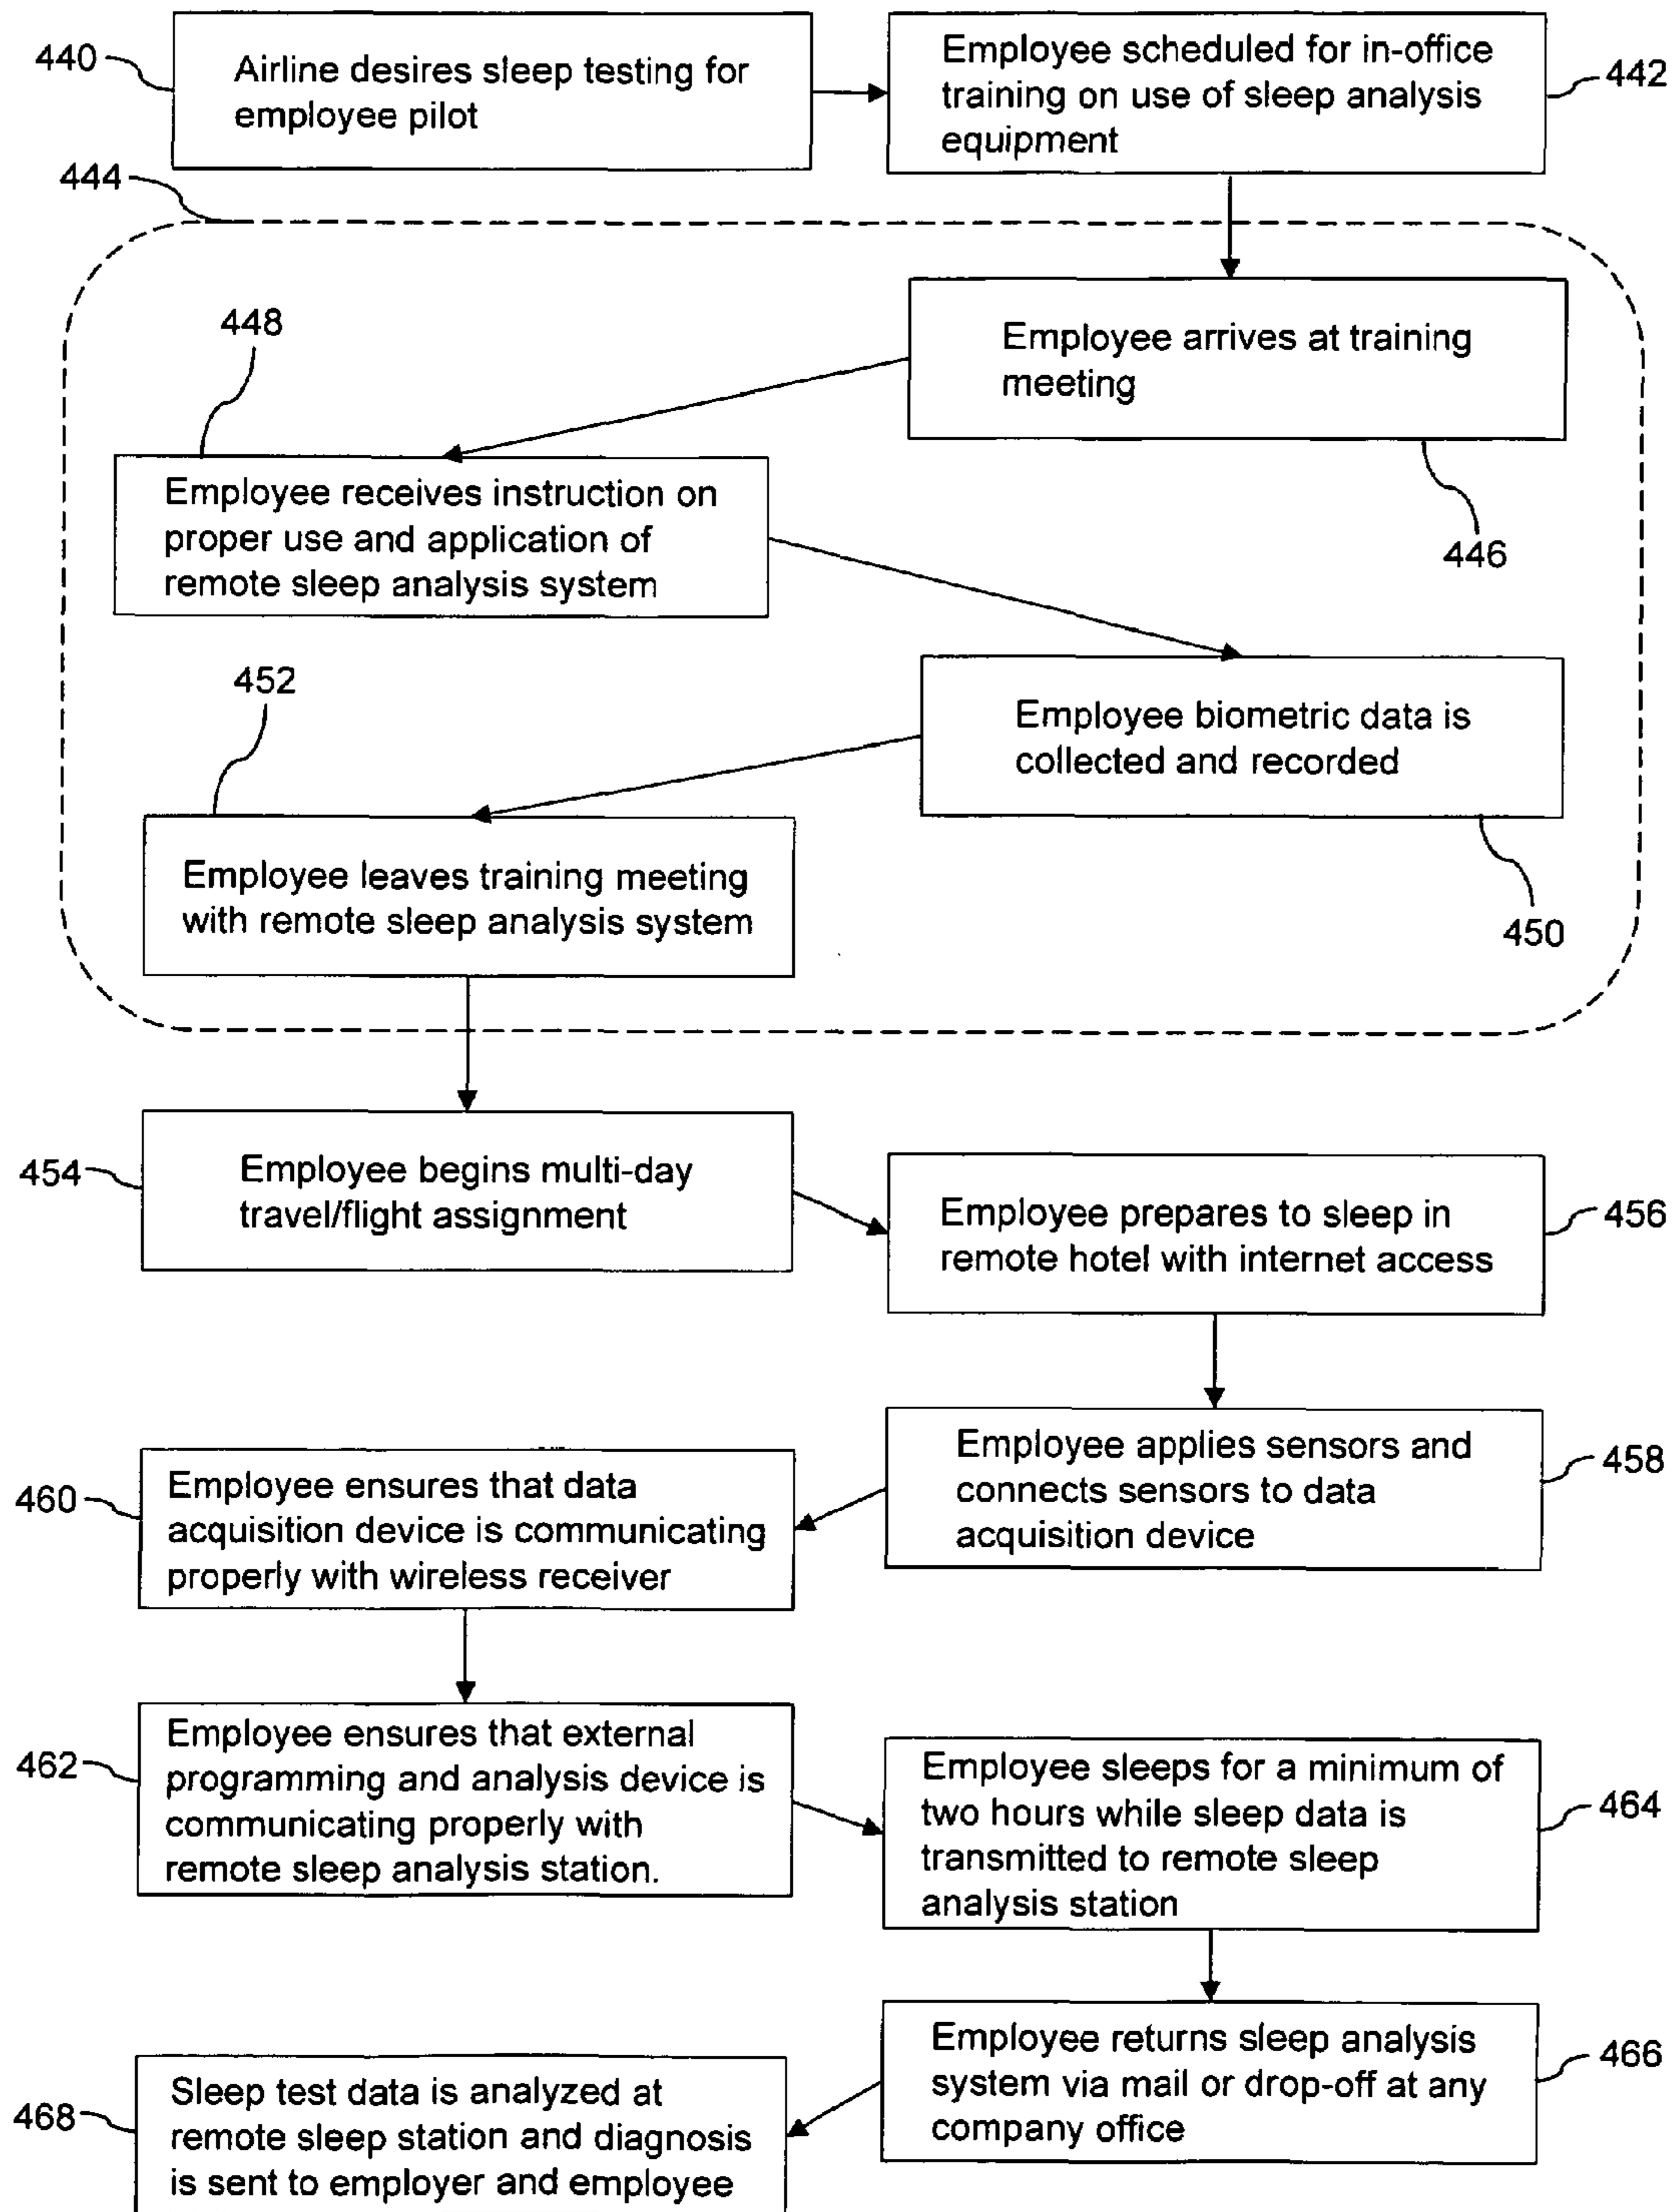 440
Airline desires sleep testing for
employee pilot
Employee scheduled for in-office
training on use of sleep analysis
equipment
442
444
Employee arrives at training
meeting
446
448
Employee receives instruction on
proper use and application of
remote sleep analysis system
Employee biometric data is
collected and recorded
450
452
Employee leaves training meeting
with remote sleep analysis system
454
Employee begins multi-day
travel/flight assignment
Employee prepares to sleep in
remote hotel with internet access
456
Employee applies sensors and
connects sensors to data
acquisition device
458
460
Employee ensures that data
acquisition device is communicating
properly with wireless receiver
462
Employee ensures that external
programming and analysis device is
communicating properly with
remote sleep analysis station.
Employee sleeps for a minimum of
two hours while sleep data is
transmitted to remote sleep
analysis station
464
Employee returns sleep analysis
system via mail or drop-off at any
company office
466
468
Sleep test data is analyzed at
remote sleep station and diagnosis
is sent to employer and employee